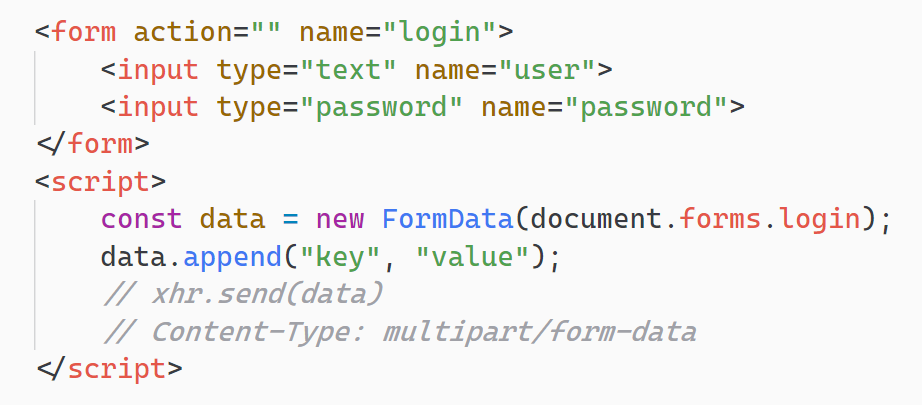 <form action="" name="login">
    <input type="text" name="user">
    <input type="password" name="password">
</form>
<script>
    const data = new FormData(document.forms.login);
    data.append("key", "value");
    // xhr.send(data)
    // Content-Type: multipart/form-data
</script>